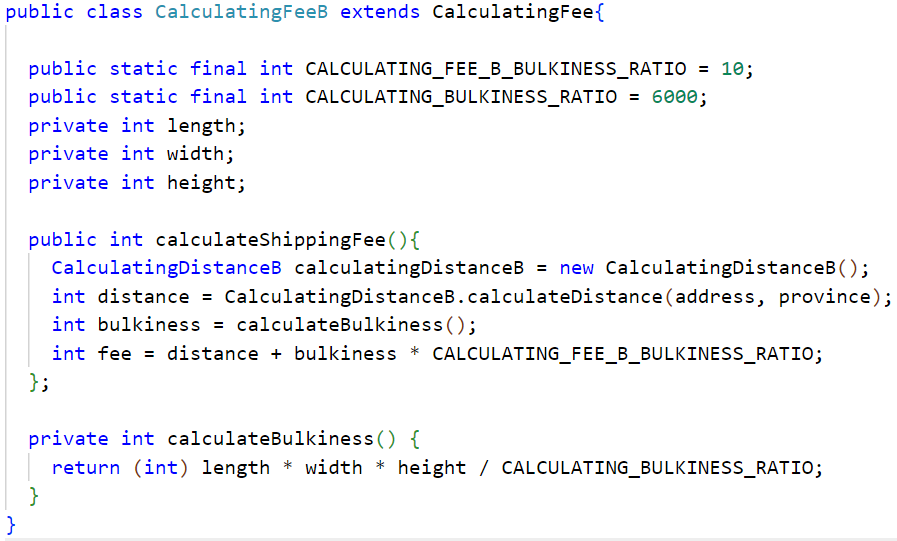 public class CalculatingFeeB extends CalculatingFee{
public static final int CALCULATING_FEE_B_BULKINESS_RATIO = 10;
public static final int CALCULATING_BULKINESS_RATIO = 6000;
private int length;
private int width;
private int height;
public int calculateShippingFee(){
CalculatingDistanceB calculatingDistanceB = new CalculatingDistanceB();
int distance = CalculatingDistanceB.calculateDistance(address, province);
int bulkiness = calculateBulkiness();
int fee = distance + bulkiness * CALCULATING_FEE_B_BULKINESS_RATIO;
};
private int calculateBulkiness() {
return (int) length * width * height / CALCULATING_BULKINESS_RATIO;
}
}